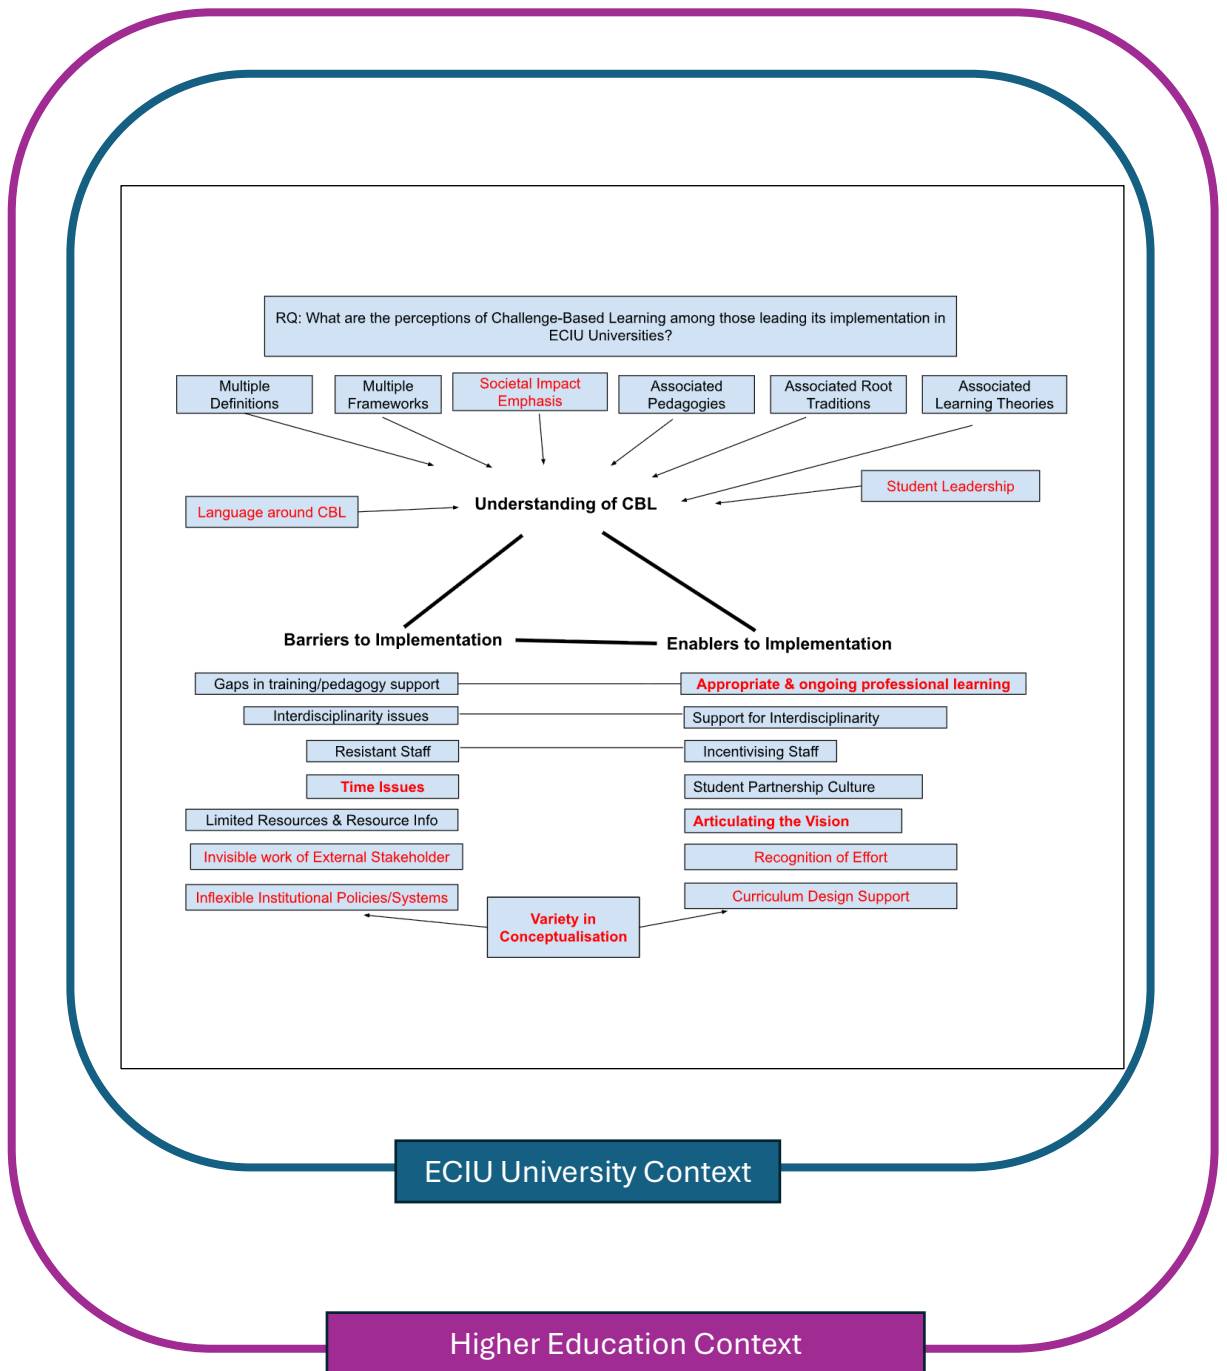 RQ: What are the perceptions of Challenge-Based Learning among those leading its implementation in
ECIU Universities?
Multiple
Definitions
Multiple
Frameworks
Societal Impact
Emphasis
Associated
Pedagogies
Associated Root
Traditions
Associated
Learning Theories
Language around CBL
Understanding of CBL
Student Leadership
Barriers to Implementation
Enablers to Implementation
Gaps in training/pedagogy support
Appropriate & ongoing professional learning
Interdisciplinarity issues
Support for Interdisciplinarity
Resistant Staff
Incentivising Staff
Time Issues
Student Partnership Culture
Limited Resources & Resource Info
Articulating the Vision
Invisible work of External Stakeholder
Recognition of Effort
Inflexible Institutional Policies/Systems
Curriculum Design Support
Variety in
Conceptualisation
ECIU University Context
Higher Education Context